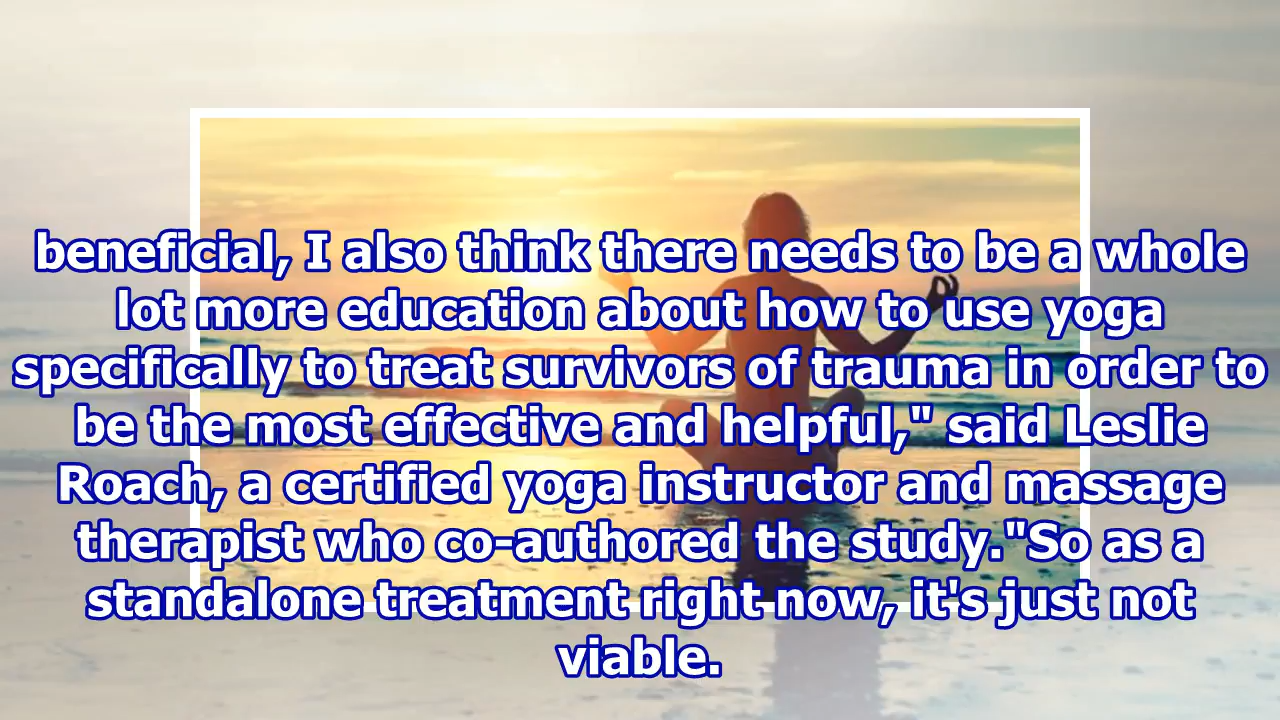 beneficial, I also think there needs to be a whole
lot more education about how to use yoga
specifically to treat survivors of trauma in order to
be the most effective and helpful," said Leslie
Roach, a certified yoga instructor and massage
therapist who co-authored the study."So as a
standalone treatment right now, it's just not
viable.